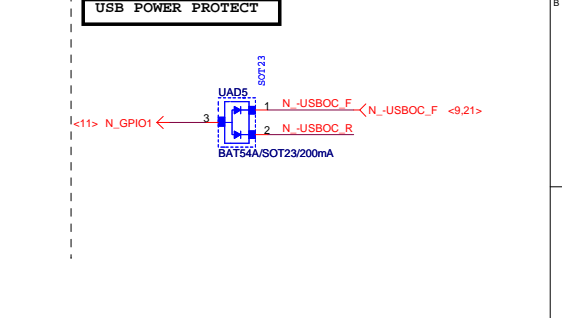 USB POWER PROTECT
B
SOT23
UAD5
1 N_-USBOC_F N_-USBOC_F <9,21>
<11> N_GPIO1 3
2 N_-USBOC_R
BAT54A/SOT23/200mA